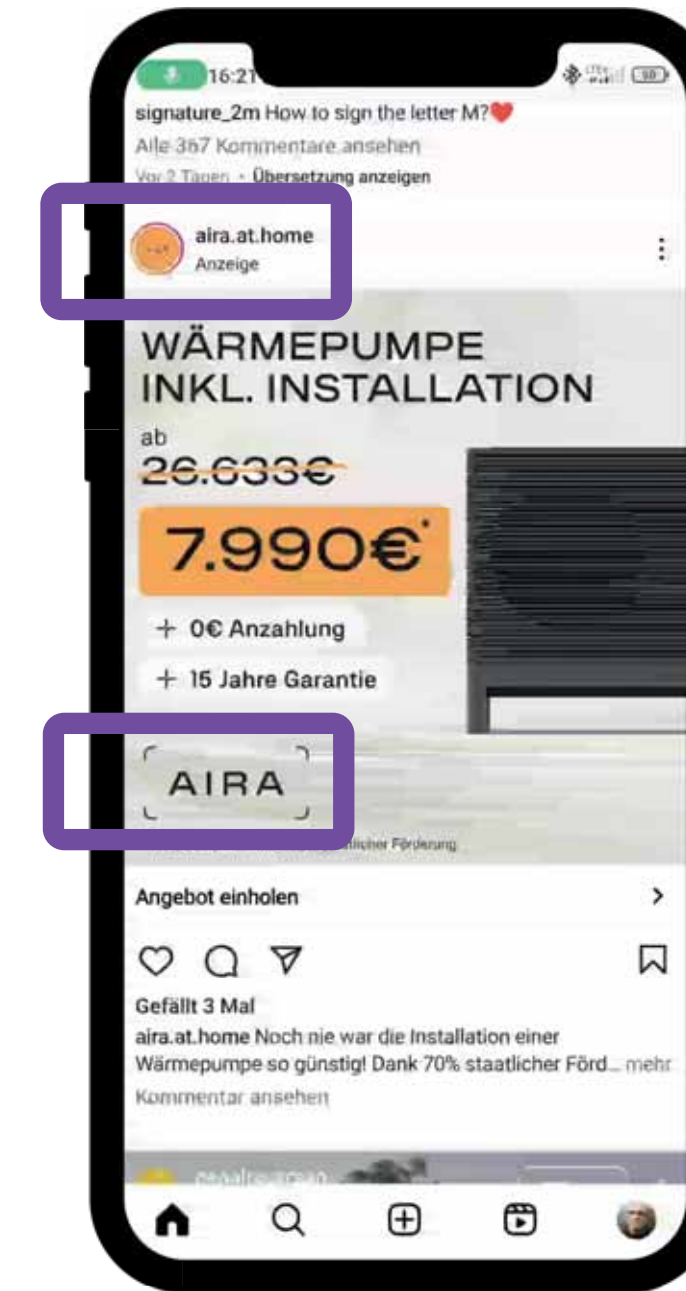 16:21
signature_2m How to sign the letter M?❤️
Alle 367 Kommentare ansehen
Vor 2 Tagen • Übersetzung anzeigen
aira.at.home
Anzeige
WÄRMEPUMPE
INKL. INSTALLATION
ab
26.633€
7.990€*
+ 0€ Anzahlung
+ 15 Jahre Garantie
AIRA
Förderung
Angebot einholen
Gefällt 3 Mal
aira.at.home Noch nie war die Installation einer
Wärmepumpe so günstig! Dank 70% staatlicher Förd... mehr
Kommentar ansehen